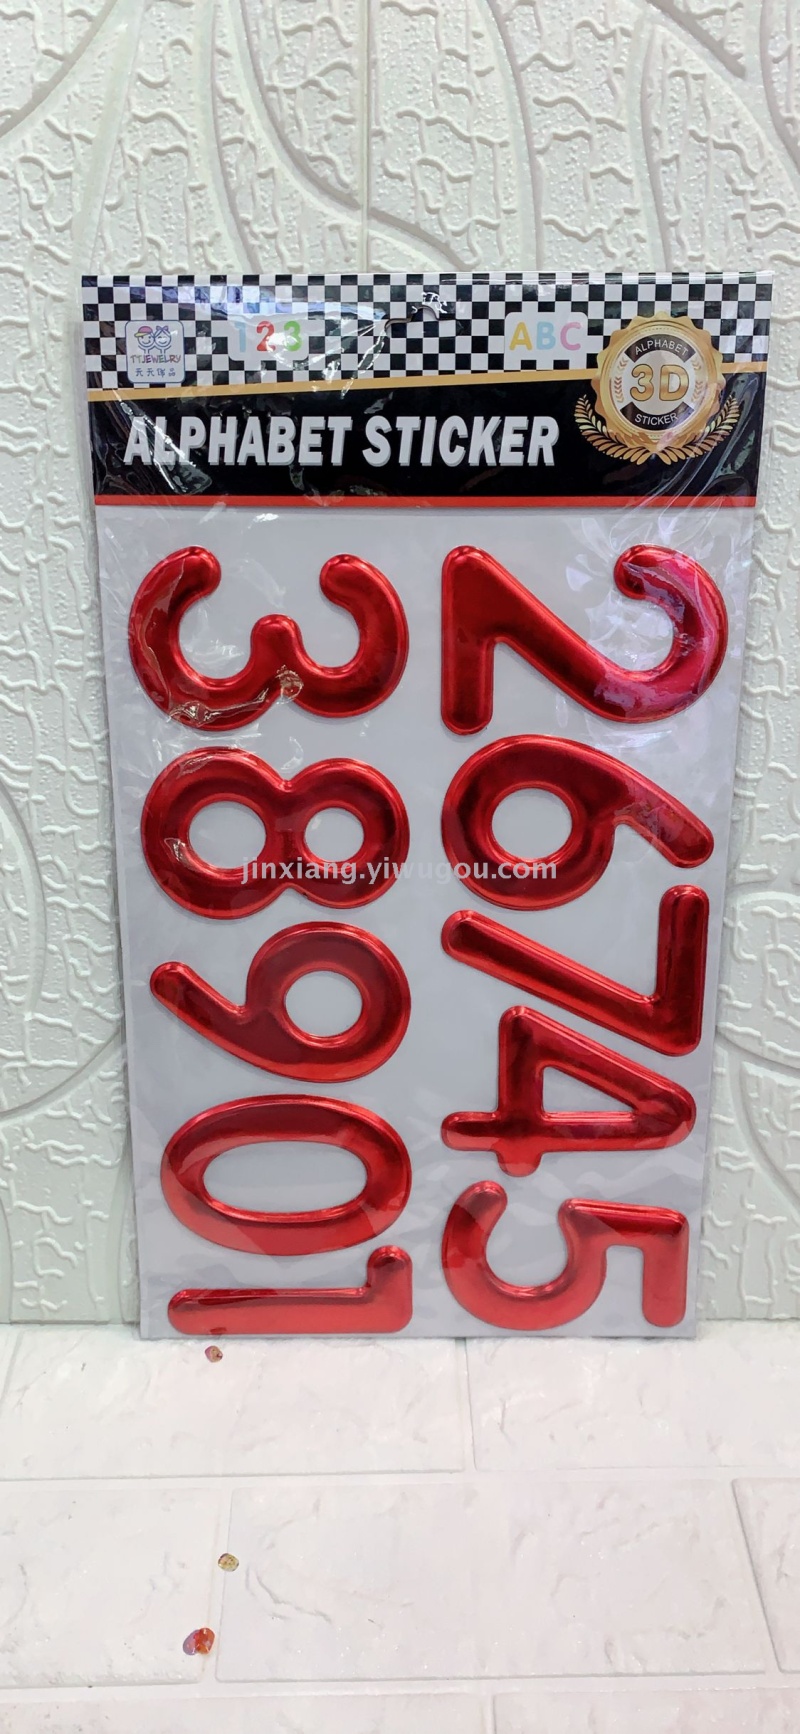 TYJEWELRY
天天饰品
123
ABC
ALPHABET
3D
STICKER
ALPHABET STICKER
3
2
8
6
9
7
0
4
1
5
jinxiang.yiwugou.com